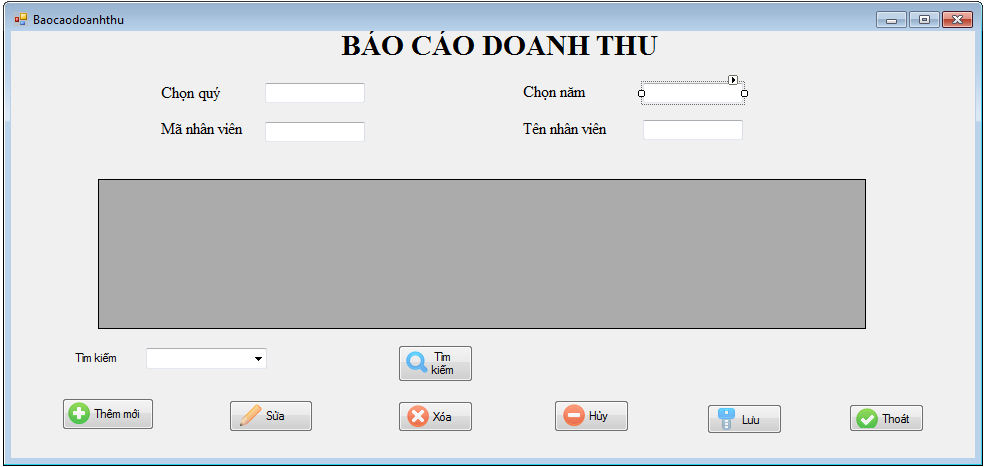 Baocaodoanhthu
BÁO CÁO DOANH THU
Chọn quý
Chọn năm
Mã nhân viên
Tên nhân viên
Tìm kiếm
Tìm
kiếm
Thêm mới
Sửa
Xóa
Hủy
Lưu
Thoát